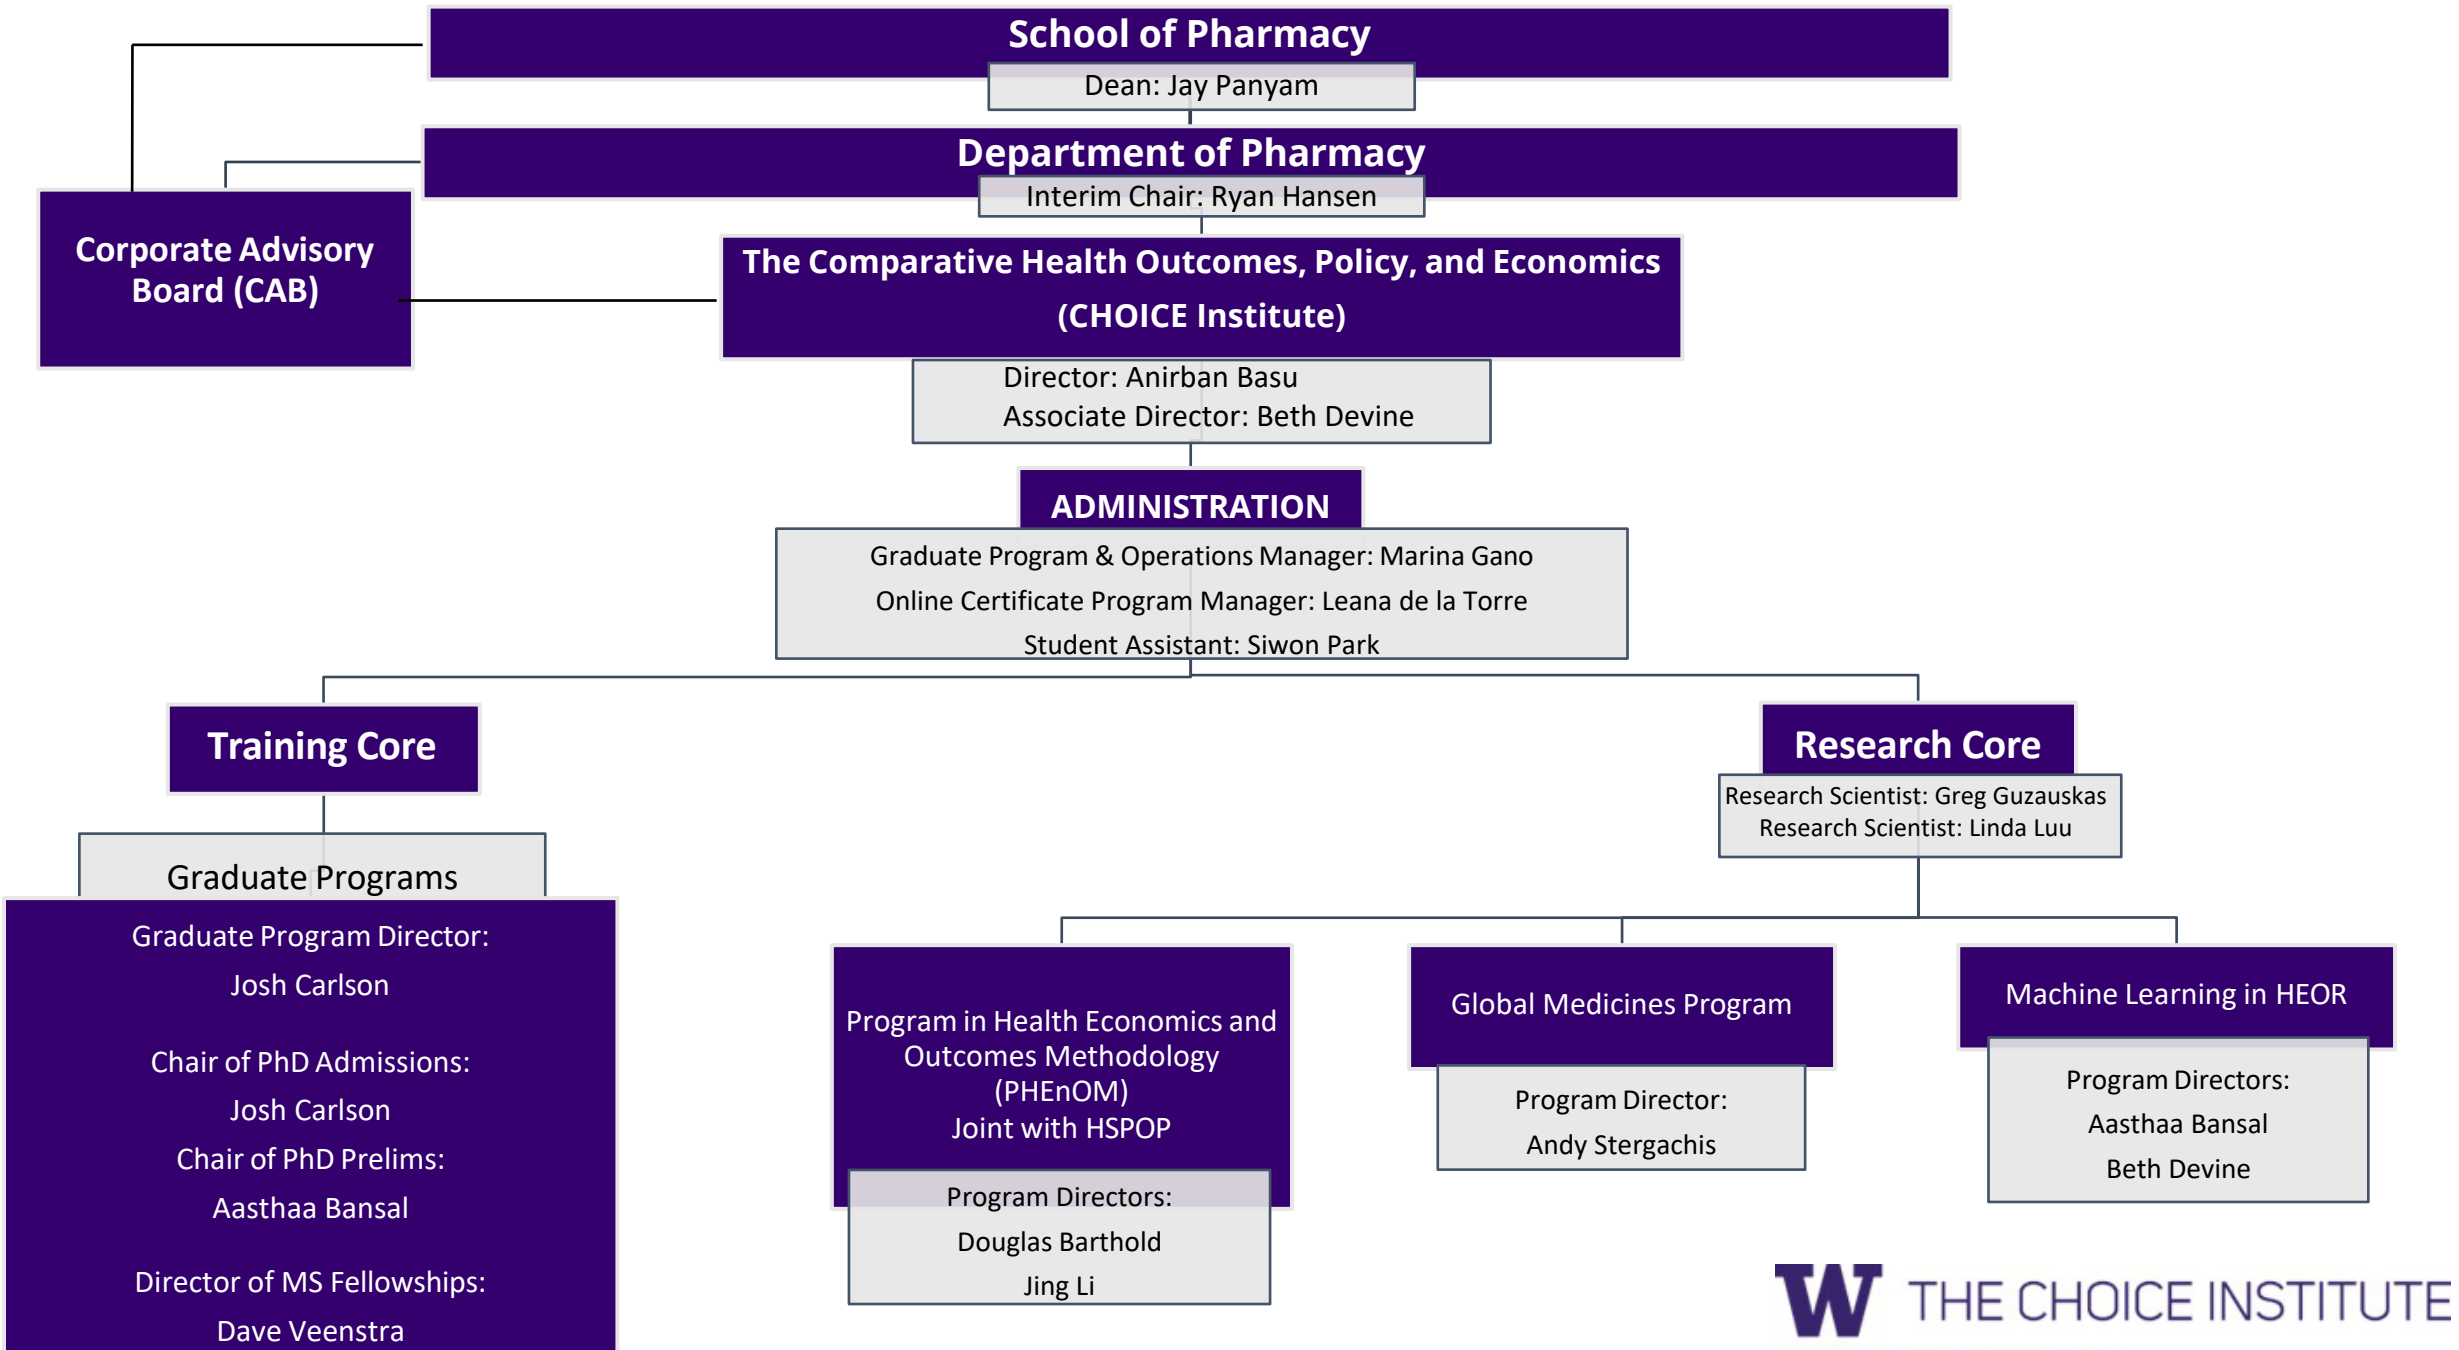 School of Pharmacy
Dean: Jay Panyam
Department of Pharmacy
Interim Chair: Ryan Hansen
Corporate Advisory
Board (CAB)
The Comparative Health Outcomes, Policy, and Economics
(CHOICE Institute)
Director: Anirban Basu
Associate Director: Beth Devine
ADMINISTRATION
Graduate Program & Operations Manager: Marina Gano
Online Certificate Program Manager: Leana de la Torre
Student Assistant: Siwon Park
Training Core
Graduate Programs
Graduate Program Director:
Josh Carlson
Chair of PhD Admissions:
Josh Carlson
Chair of PhD Prelims:
Aasthaa Bansal
Director of MS Fellowships:
Dave Veenstra
Research Core
Research Scientist: Greg Guzauskas
Research Scientist: Linda Luu
Program in Health Economics and
Outcomes Methodology
(PHEnOM)
Joint with HSPOP
Program Directors:
Douglas Barthold
Jing Li
Global Medicines Program
Program Director:
Andy Stergachis
Machine Learning in HEOR
Program Directors:
Aasthaa Bansal
Beth Devine
W THE CHOICE INSTITUTE